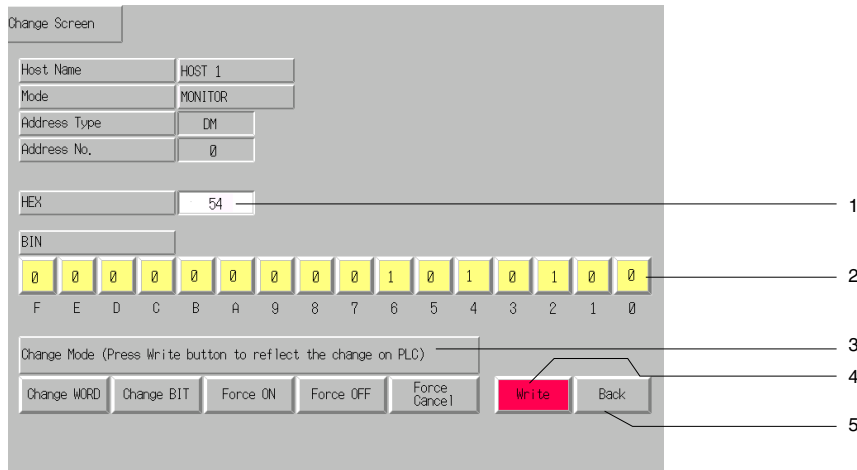 Change Screen
Host Name HOST 1
Mode MONITOR
Address Type DM
Address No. 0
HEX 54 1
BIN
0 0 0 0 0 0 0 0 0 1 0 1 0 1 0 0 2
F E D C B A 9 8 7 6 5 4 3 2 1 0
Change Mode (Press Write button to reflect the change on PLC) 3
4
Change WORD Change BIT Force ON Force OFF Force Cancel Write Back
5